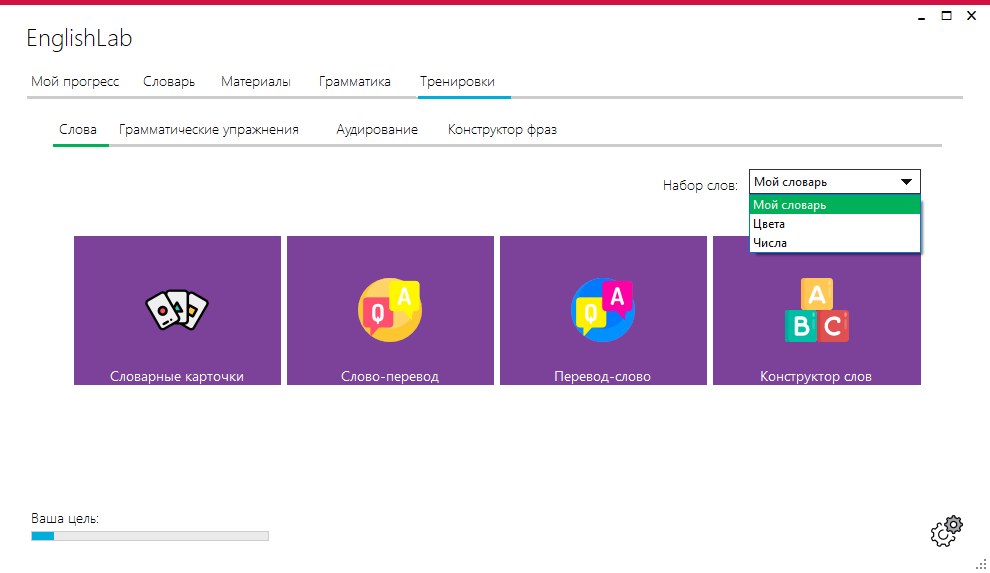 EnglishLab
Мой прогресс Словарь Материалы Грамматика Тренировки
Слова Грамматические упражнения Аудирование Конструктор фраз
Набор слов: Мой словарь
Мой словарь
Цвета
Числа
Q A Q A A B C
Словарные карточки Слово-перевод Перевод-слово Конструктор слов
Ваша цель: